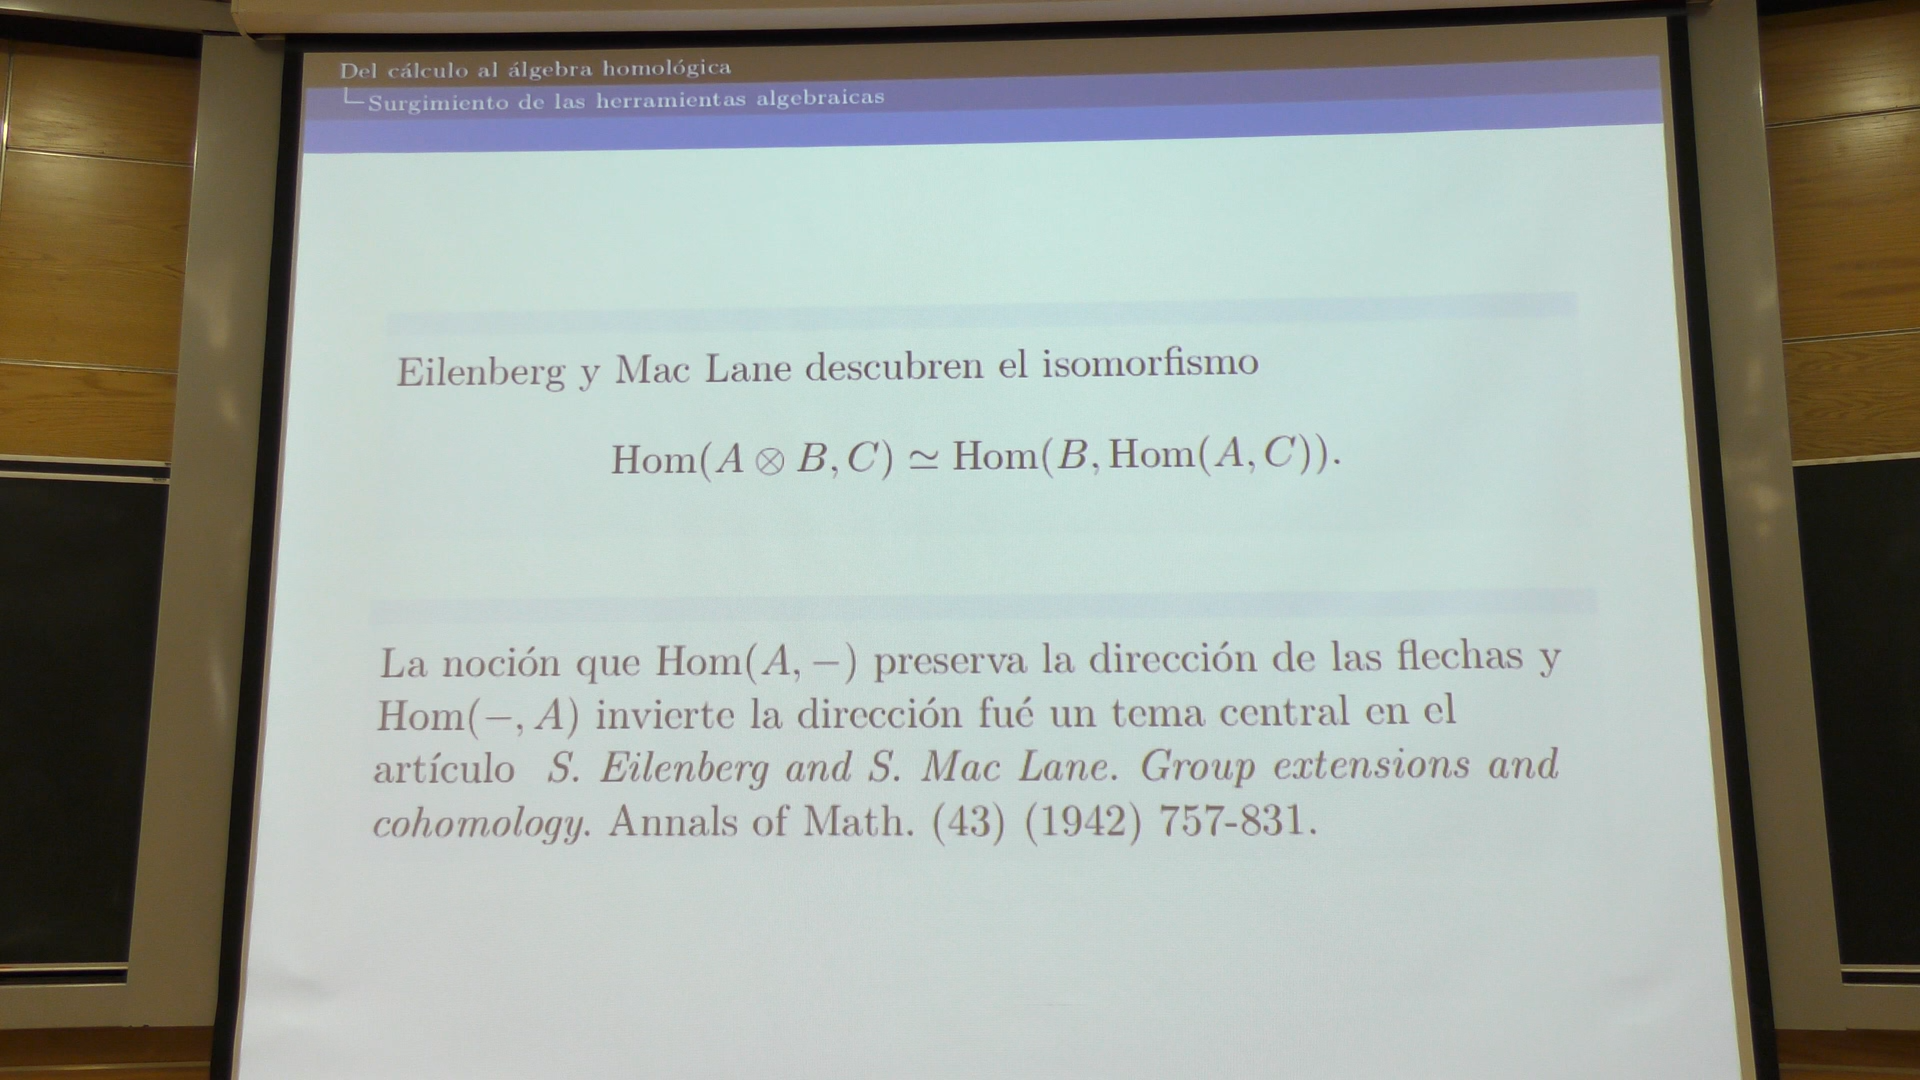 Del cálculo al álgebra homológica
Surgimiento de las herramientas algebraicas
Eilenberg y Mac Lane descubren el isomorfismo
Hom(A ⊗ B, C) ≃ Hom(B, Hom(A, C)).
La noción que Hom(A, −) preserva la dirección de las flechas y
Hom(−, A) invierte la dirección fué un tema central en el
artículo S. Eilenberg and S. Mac Lane. Group extensions and
cohomology. Annals of Math. (43) (1942) 757-831.